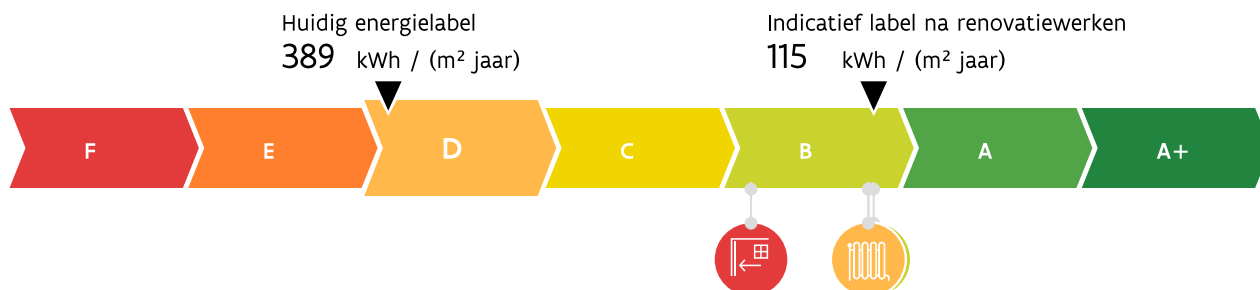 Huidig energielabel
389 kWh / (m² jaar)
Indicatief label na renovatiewerken
115 kWh / (m² jaar)
F E D C B A A+